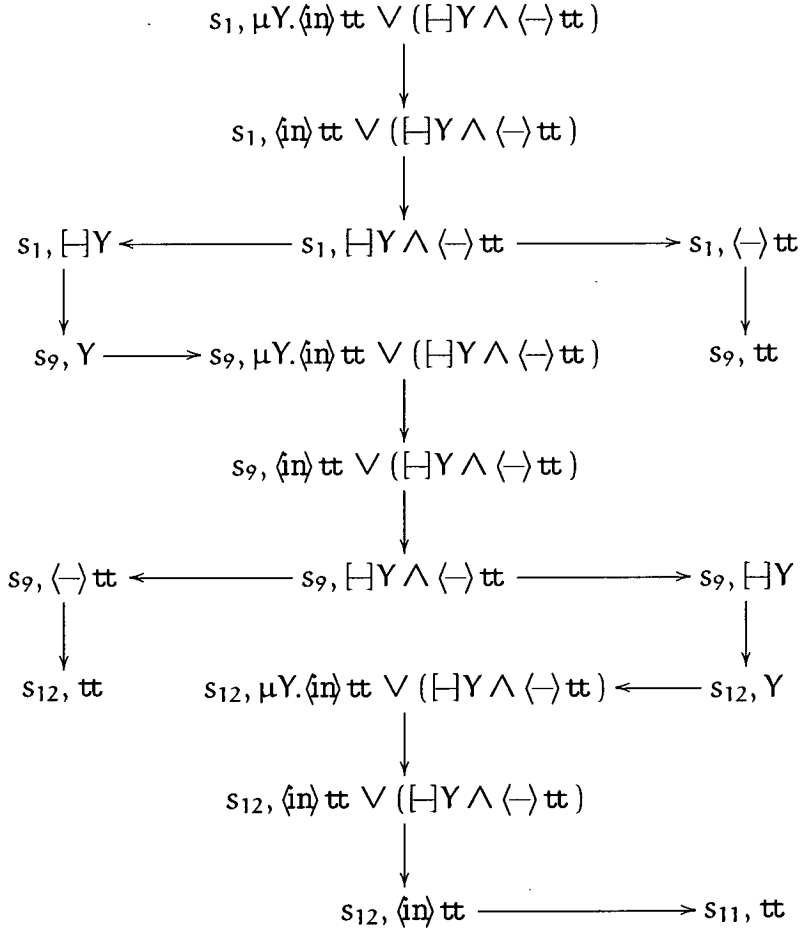 s₁, μY.⟨in⟩ tt ∨ ([–]Y ∧ ⟨–⟩ tt)
s₁, ⟨in⟩ tt ∨ ([–]Y ∧ ⟨–⟩ tt)
s₁, [–]Y s₁, [–]Y ∧ ⟨–⟩ tt s₁, ⟨–⟩ tt
s₉, Y s₉, μY.⟨in⟩ tt ∨ ([–]Y ∧ ⟨–⟩ tt) s₉, tt
s₉, ⟨in⟩ tt ∨ ([–]Y ∧ ⟨–⟩ tt)
s₉, ⟨–⟩ tt s₉, [–]Y ∧ ⟨–⟩ tt s₉, [–]Y
s₁₂, tt s₁₂, μY.⟨in⟩ tt ∨ ([–]Y ∧ ⟨–⟩ tt) s₁₂, Y
s₁₂, ⟨in⟩ tt ∨ ([–]Y ∧ ⟨–⟩ tt)
s₁₂, ⟨in⟩ tt s₁₁, tt